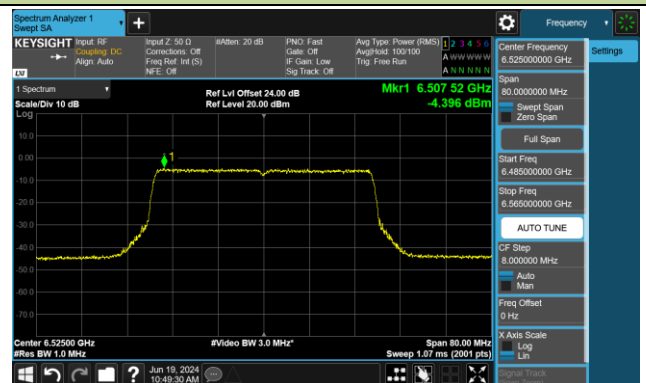 Spectrum Analyzer 1
Swept SA
+
Frequency
KEYSIGHT
Input: RF
Coupling: DC
Align: Auto
Input Z: 50 Ω
Corrections: Off
Freq Ref: Int (S)
NFE: Off
#Atten: 20 dB
PNO: Fast
Gate: Off
IF Gain: Low
Sig Track: Off
Avg Type: Power (RMS)
Avg|Hold: 100/100
Trig: Free Run
1 2 3 4 5 6
A W W W W W
A N N N N N
LXI
1 Spectrum
Scale/Div 10 dB
Log
Ref Lvl Offset 24.00 dB
Ref Level 20.00 dBm
Mkr1 6.507 52 GHz
-4.396 dBm
1
10.0
0.00
-10.0
-20.0
-30.0
-40.0
-50.0
-60.0
-70.0
Center 6.52500 GHz
#Res BW 1.0 MHz
#Video BW 3.0 MHz*
Span 80.00 MHz
Sweep 1.07 ms (2001 pts)
Jun 19, 2024
10:49:30 AM
?
Center Frequency
6.525000000 GHz
Settings
Span
80.0000000 MHz
Swept Span
Zero Span
Full Span
Start Freq
6.485000000 GHz
Stop Freq
6.565000000 GHz
AUTO TUNE
CF Step
8.000000 MHz
Auto
Man
Freq Offset
0 Hz
X Axis Scale
Log
Lin
Signal Track